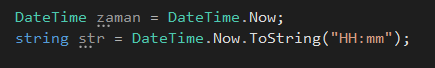 DateTime zaman = DateTime.Now;
string str = DateTime.Now.ToString("HH:mm");